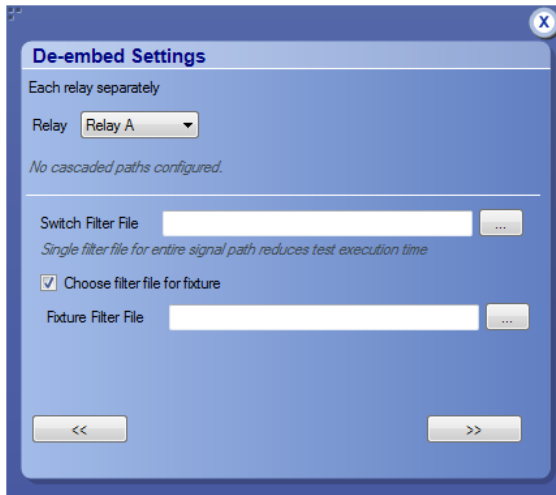 X
De-embed Settings
Each relay separately
Relay Relay A
No cascaded paths configured.
Switch Filter File ...
Single filter file for entire signal path reduces test execution time
Choose filter file for fixture
Fixture Filter File ...
<< >>